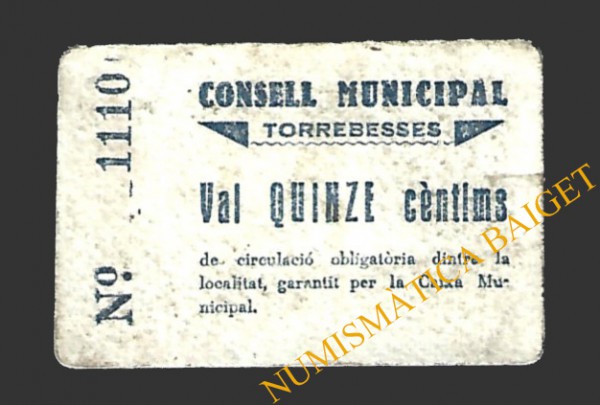 CONSELL MUNICIPAL
TORREBESSES
Val QUINZE cèntims
de circulació obligatòria dintre la
localitat, garantit per la Caixa Mu-
nicipal.
Nº 1110
NUMISMÀTICA BAIGET